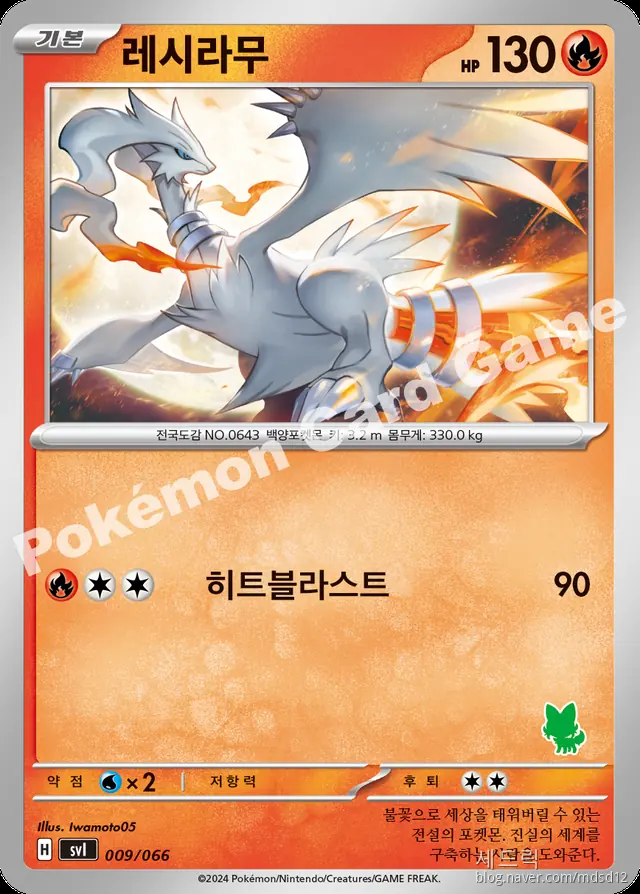 기본
레시라무
HP 130
전국도감 NO.0643 백양포켓몬 키: 3.2 m 몸무게: 330.0 kg
Pokémon Card Game
히트블라스트 90
약점 ×2 저항력 후퇴
Illus. Iwamoto05
불꽃으로 세상을 태워버릴 수 있는
전설의 포켓몬. 진실의 세계를
구축하는 사람을 도와준다.
H svI 009/066
세드릭
blog.naver.com/mdsd12
©2024 Pokémon/Nintendo/Creatures/GAME FREAK.